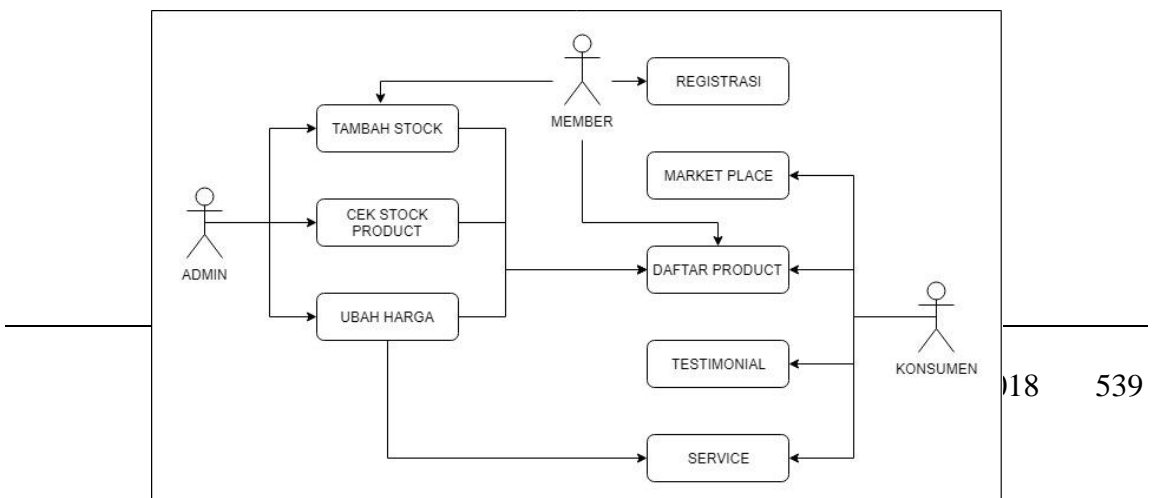 REGISTRASI
MEMBER
TAMBAH STOCK
MARKET PLACE
CEK STOCK
PRODUCT
ADMIN
DAFTAR PRODUCT
UBAH HARGA
TESTIMONIAL
KONSUMEN
539
SERVICE